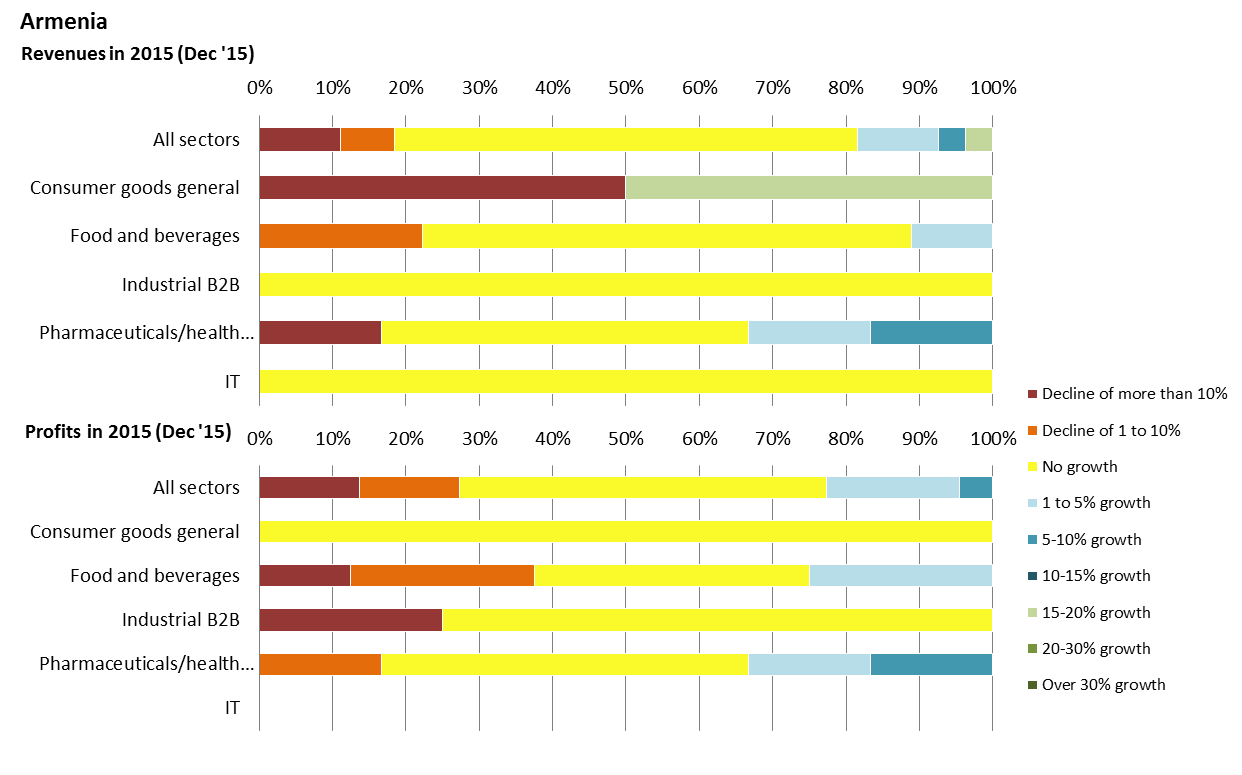 Armenia
Revenues in 2015 (Dec '15)
0% 10% 20% 30% 40% 50% 60% 70% 80% 90% 100%
All sectors
Consumer goods general
Food and beverages
Industrial B2B
Pharmaceuticals/health...
IT
Profits in 2015 (Dec '15)
0% 10% 20% 30% 40% 50% 60% 70% 80% 90% 100%
All sectors
Consumer goods general
Food and beverages
Industrial B2B
Pharmaceuticals/health...
IT
Decline of more than 10%
Decline of 1 to 10%
No growth
1 to 5% growth
5-10% growth
10-15% growth
15-20% growth
20-30% growth
Over 30% growth